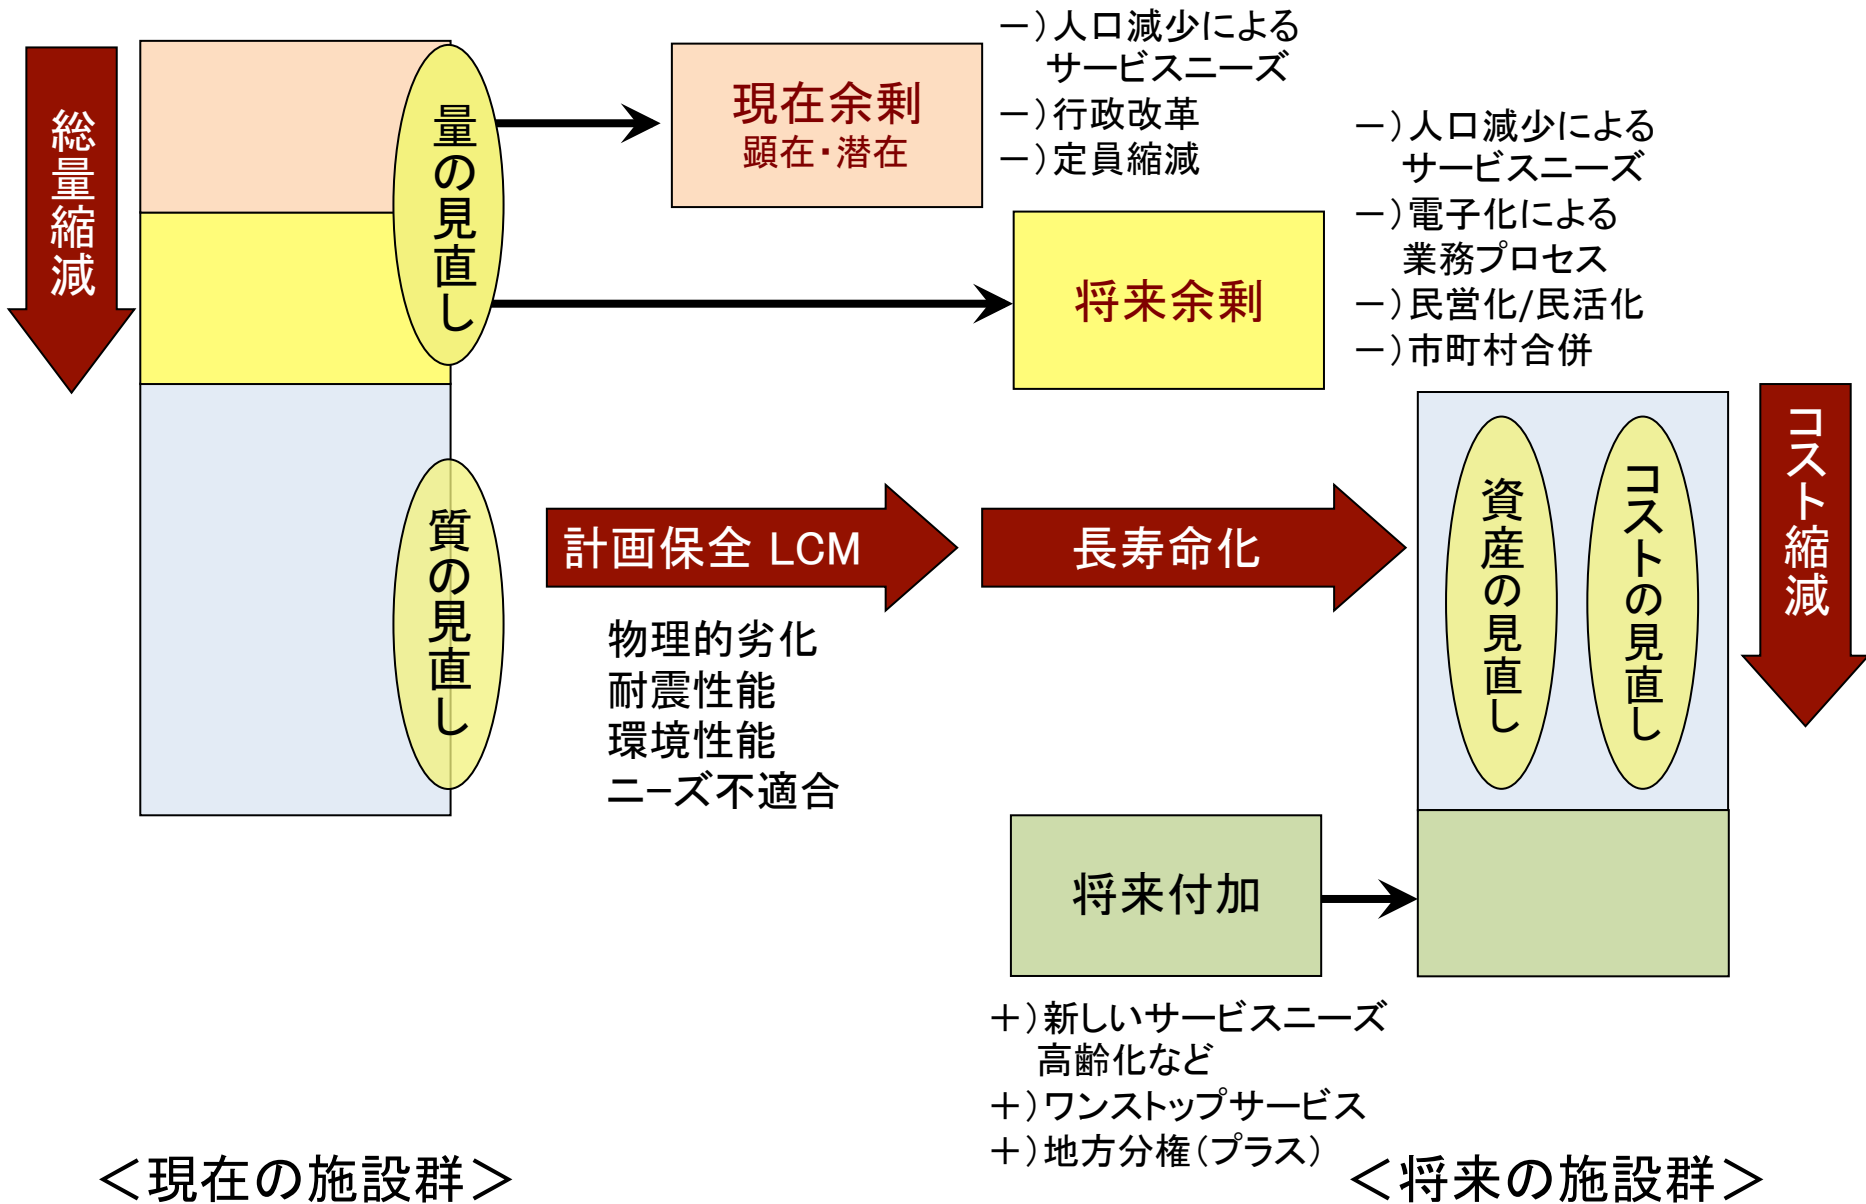 総量縮減
量の見直し
現在余剰
顕在・潜在
－）人口減少による
サービスニーズ
－）行政改革
－）定員縮減
将来余剰
－）人口減少による
サービスニーズ
－）電子化による
業務プロセス
－）民営化/民活化
－）市町村合併
質の見直し
計画保全 LCM
物理的劣化
耐震性能
環境性能
ニーズ不適合
長寿命化
資産の見直し
コストの見直し
コスト縮減
将来付加
＋）新しいサービスニーズ
高齢化など
＋）ワンストップサービス
＋）地方分権（プラス）
＜現在の施設群＞
＜将来の施設群＞